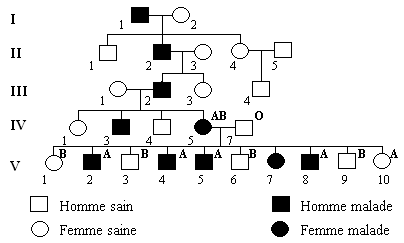 I
1 2
II
1 2 3 4 5
III
1 2 3 4
IV
AB O
1 3 4 5 7
V
B A B A A B A B A
1 2 3 4 5 6 7 8 9 10
Homme sain Homme malade
Femme saine Femme malade